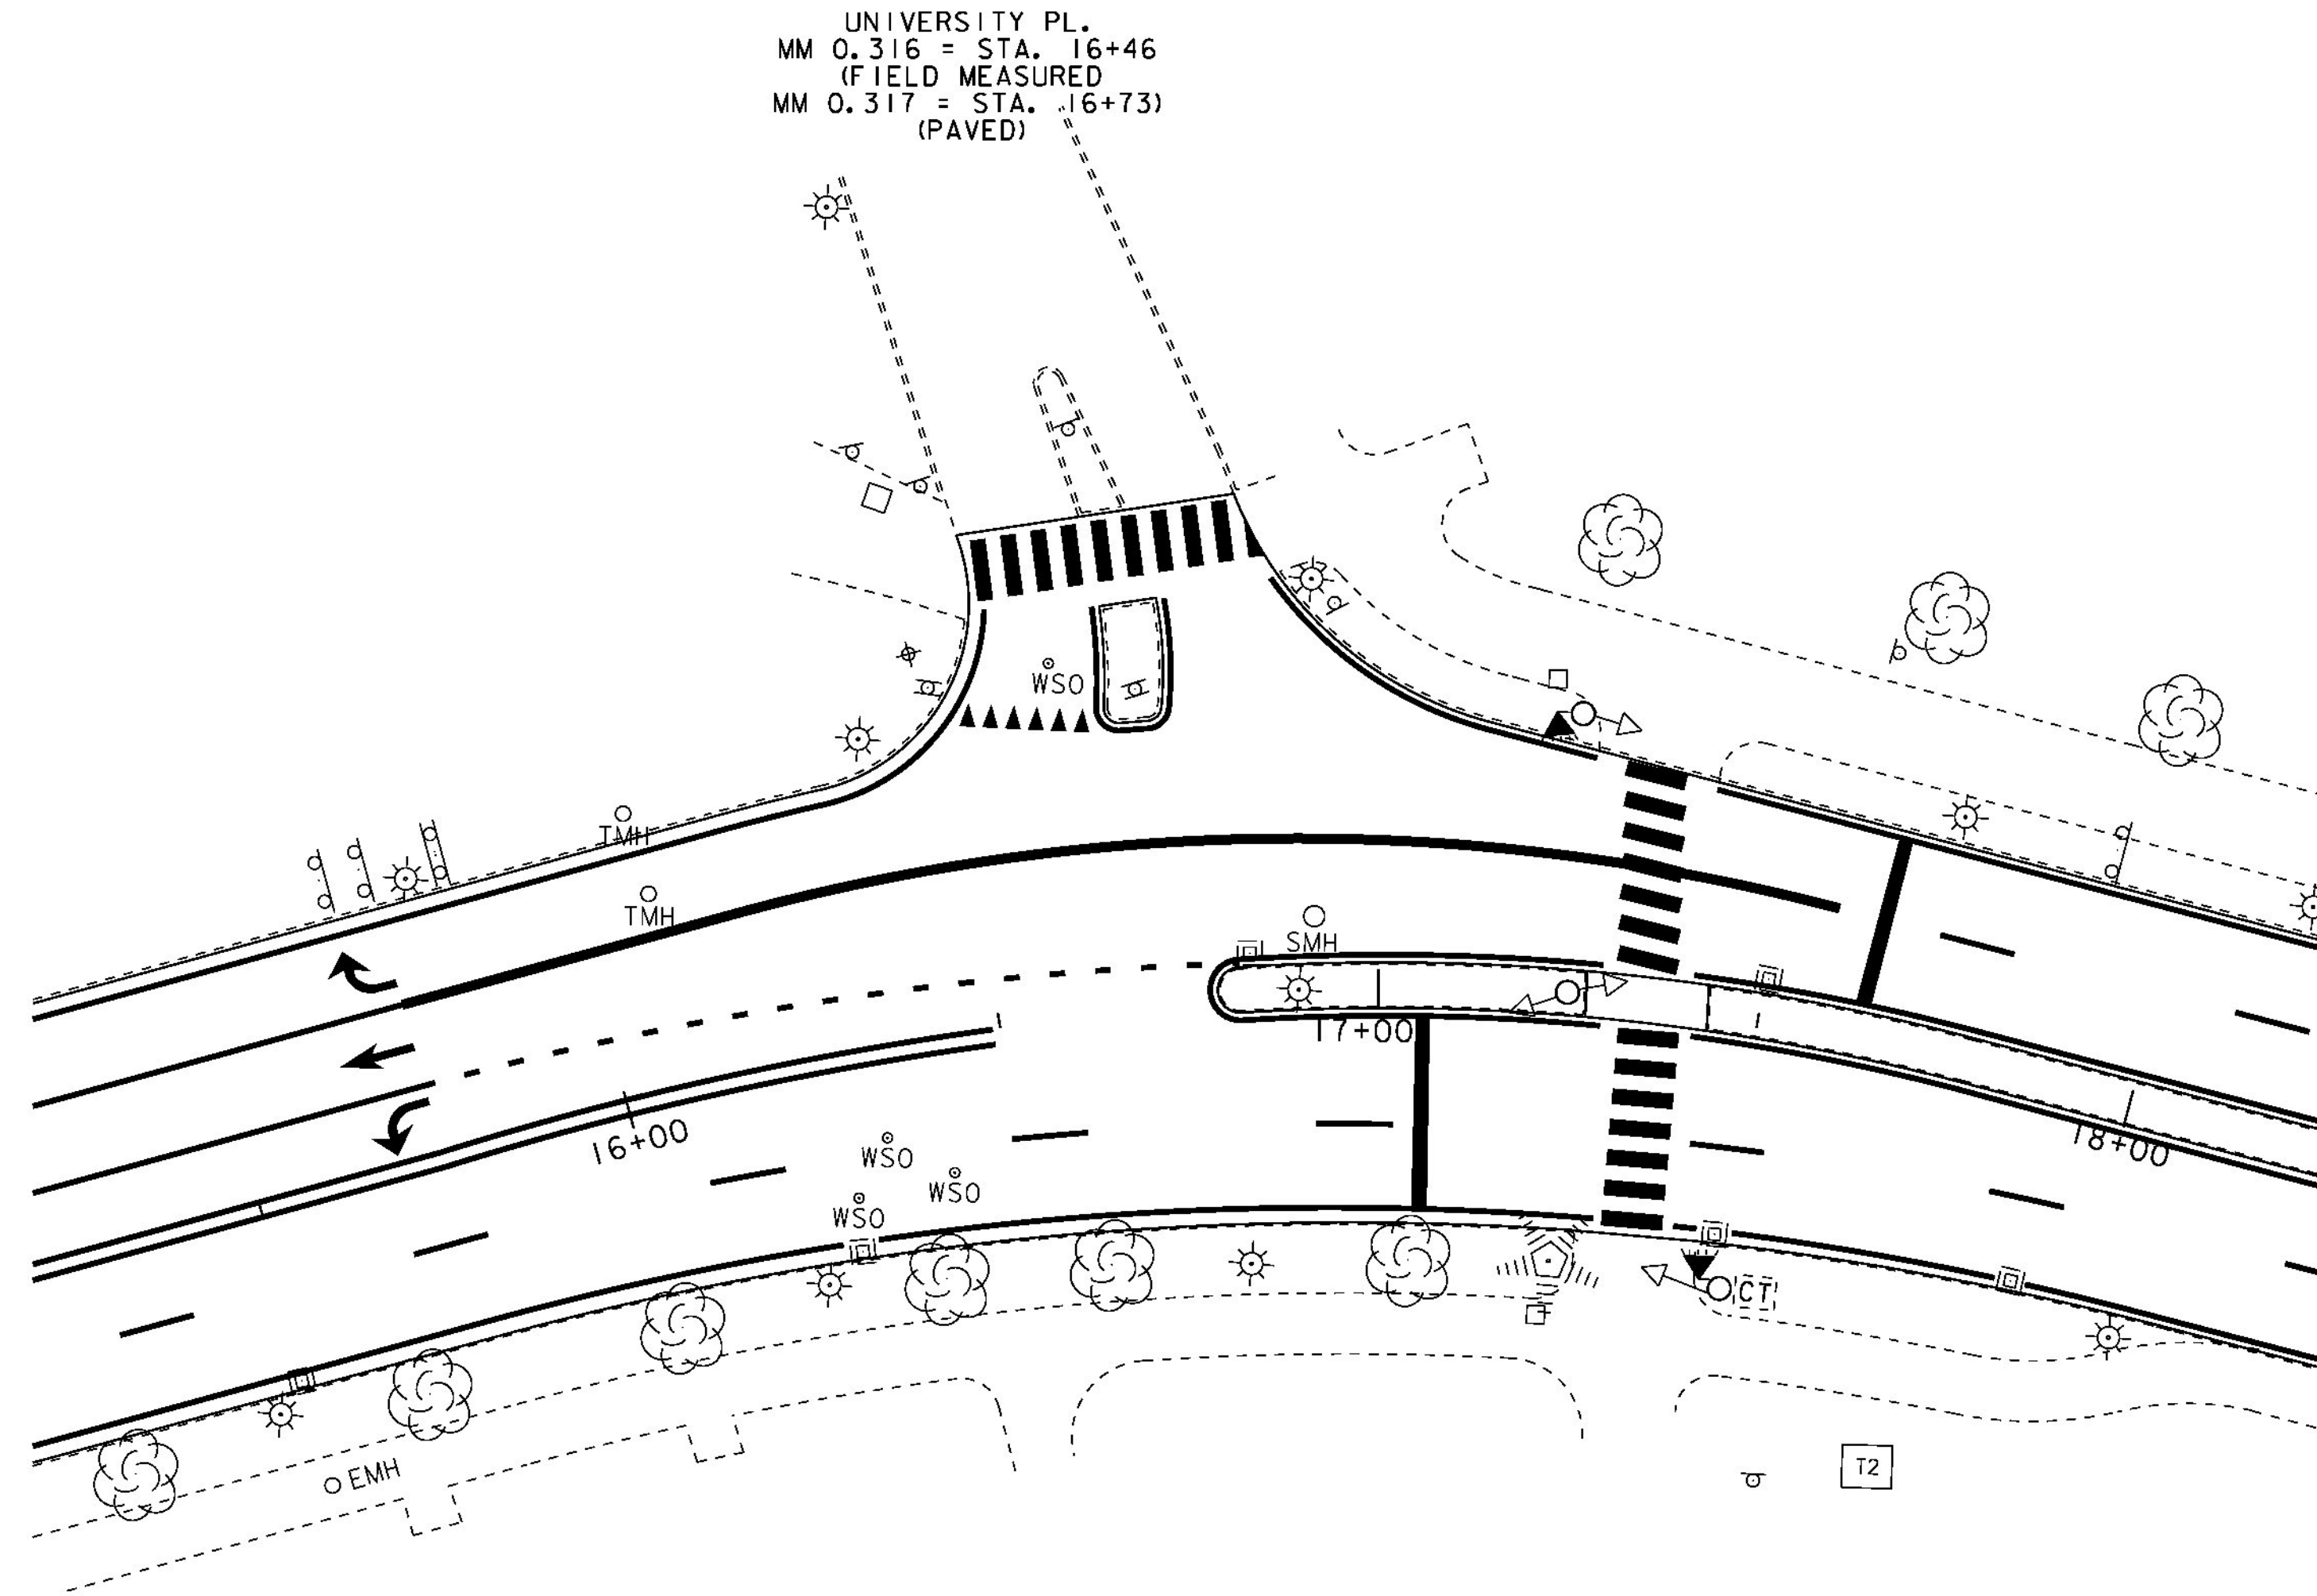 UNIVERSITY PL.
MM 0.316 = STA. 16+46
(FIELD MEASURED
MM 0.317 = STA. 16+73)
(PAVED)
WSO
TMH
TMH
SMH
17+00
16+00
18+00
WSO
WSO
WSO
CT
EMH
T2